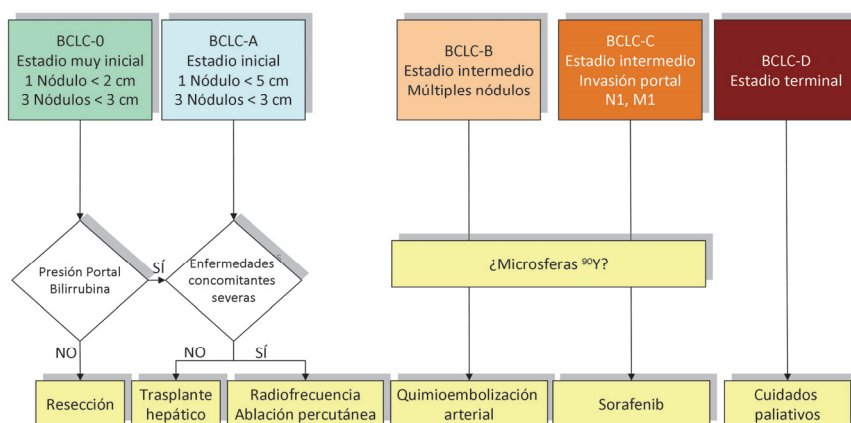 BCLC-0
Estadio muy inicial
1 Nódulo < 2 cm
3 Nódulos < 3 cm
BCLC-A
Estadio inicial
1 Nódulo < 5 cm
3 Nódulos < 3 cm
BCLC-B
Estadio intermedio
Múltiples nódulos
BCLC-C
Estadio intermedio
Invasión portal
N1, M1
BCLC-D
Estadio terminal
Presión Portal
Bilirrubina
SÍ
Enfermedades
concomitantes
severas
¿Microsferas ⁹⁰Y?
NO
NO
SÍ
Resección
Trasplante
hepático
Radiofrecuencia
Ablación percutánea
Quimioembolización
arterial
Sorafenib
Cuidados
paliativos